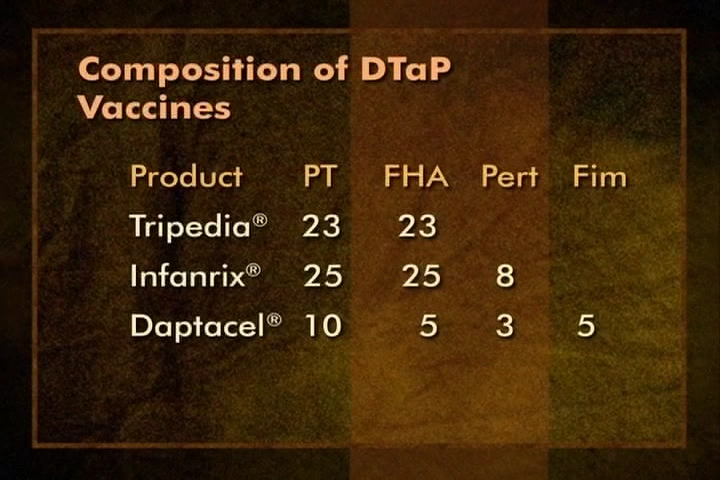 Composition of DTaP
Vaccines
Product PT FHA Pert Fim
Tripedia® 23 23
Infanrix® 25 25 8
Daptacel® 10 5 3 5